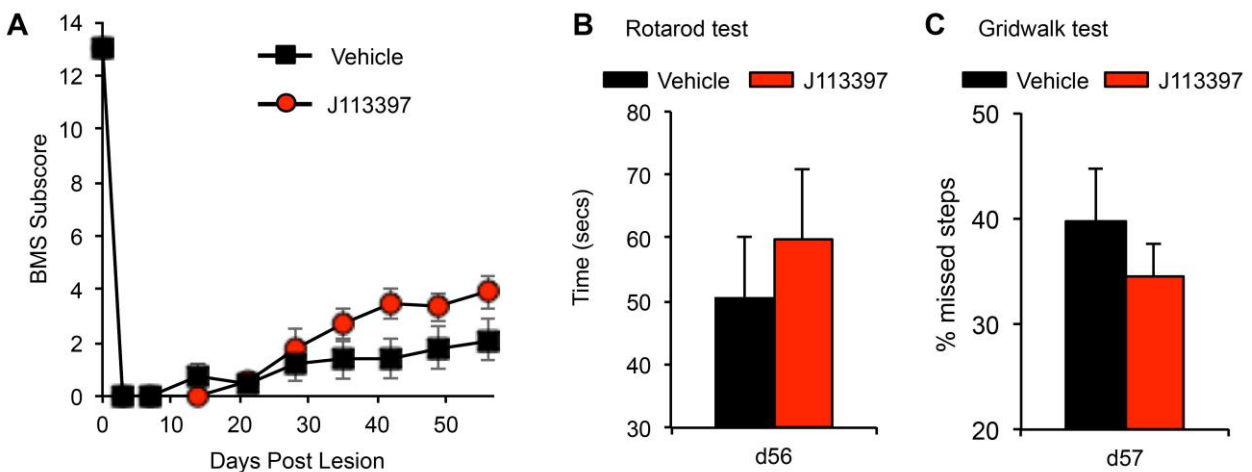 A
BMS Subscore
14
12
10
8
6
4
2
0
0 10 20 30 40 50
Days Post Lesion
Vehicle
J113397
B Rotarod test
Vehicle J113397
Time (secs)
80
70
60
50
40
30
d56
C Gridwalk test
Vehicle J113397
% missed steps
50
40
30
20
d57